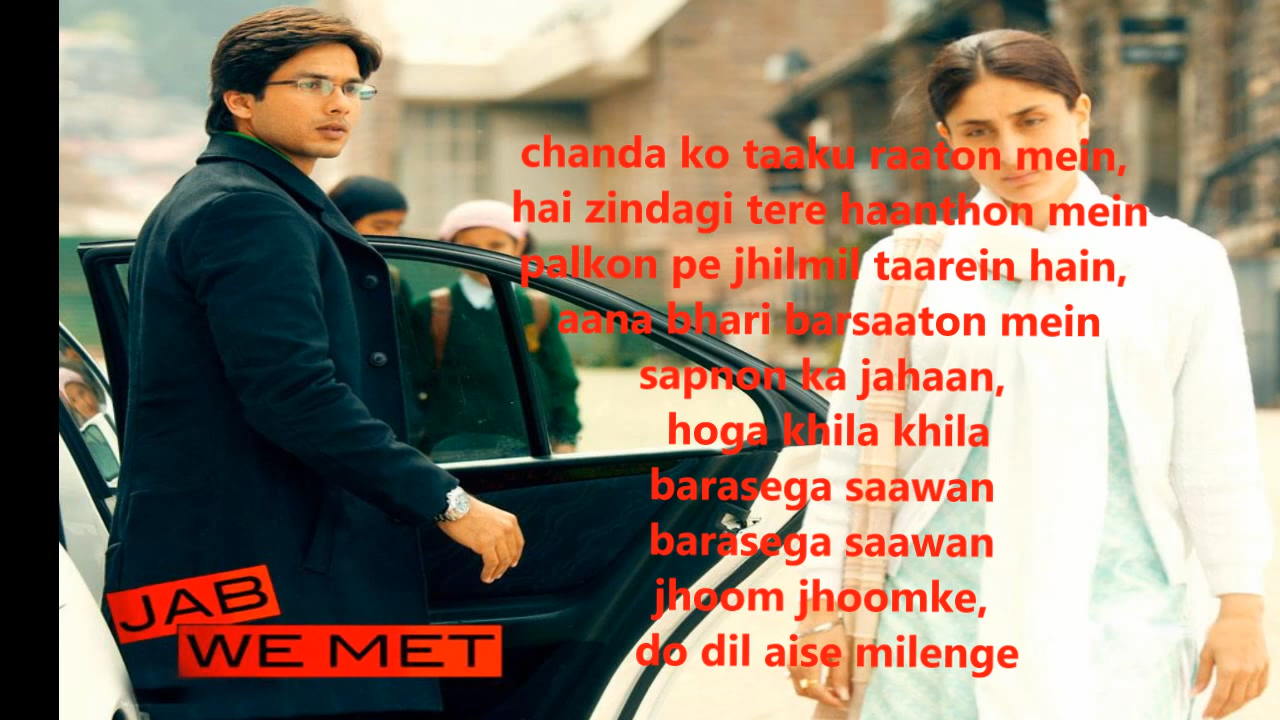 chanda ko taaku raaton mein,
hai zindagi tere haanthon mein
palkon pe jhilmil taarein hain,
aana bhari barsaaton mein
sapnon ka jahaan,
hoga khila khila
barasega saawan
barasega saawan
jhoom jhoomke,
do dil aise milenge
JAB
WE MET